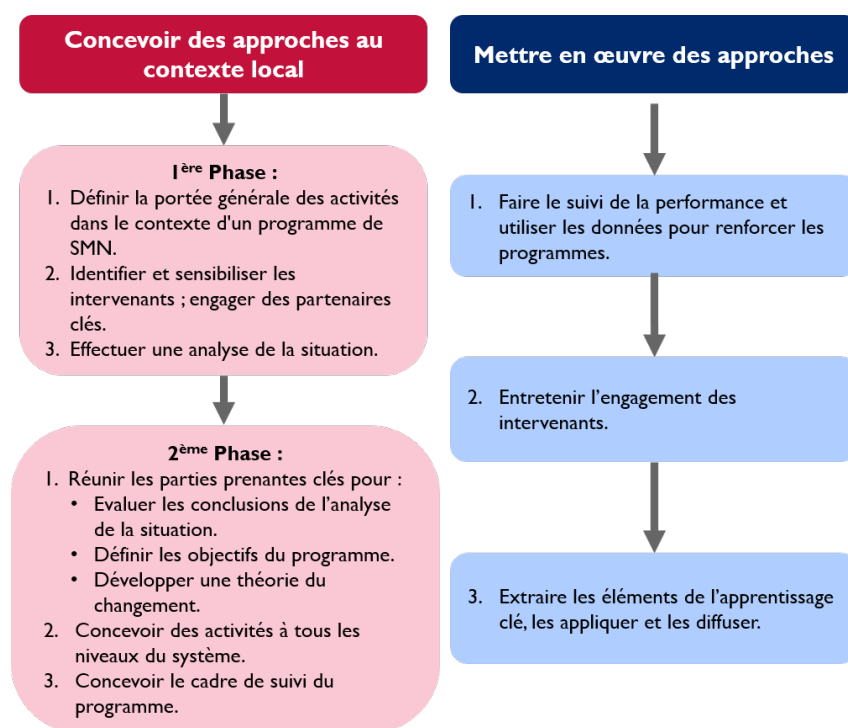 Concevoir des approches au
contexte local
1ère Phase :
1. Définir la portée générale des activités
dans le contexte d'un programme de
SMN.
2. Identifier et sensibiliser les
intervenants ; engager des partenaires
clés.
3. Effectuer une analyse de la situation.
2ème Phase :
1. Réunir les parties prenantes clés pour :
• Evaluer les conclusions de l’analyse
de la situation.
• Définir les objectifs du programme.
• Développer une théorie du
changement.
2. Concevoir des activités à tous les
niveaux du système.
3. Concevoir le cadre de suivi du
programme.
Mettre en œuvre des approches
1. Faire le suivi de la performance et
utiliser les données pour renforcer les
programmes.
2. Entretenir l’engagement des
intervenants.
3. Extraire les éléments de l’apprentissage
clé, les appliquer et les diffuser.